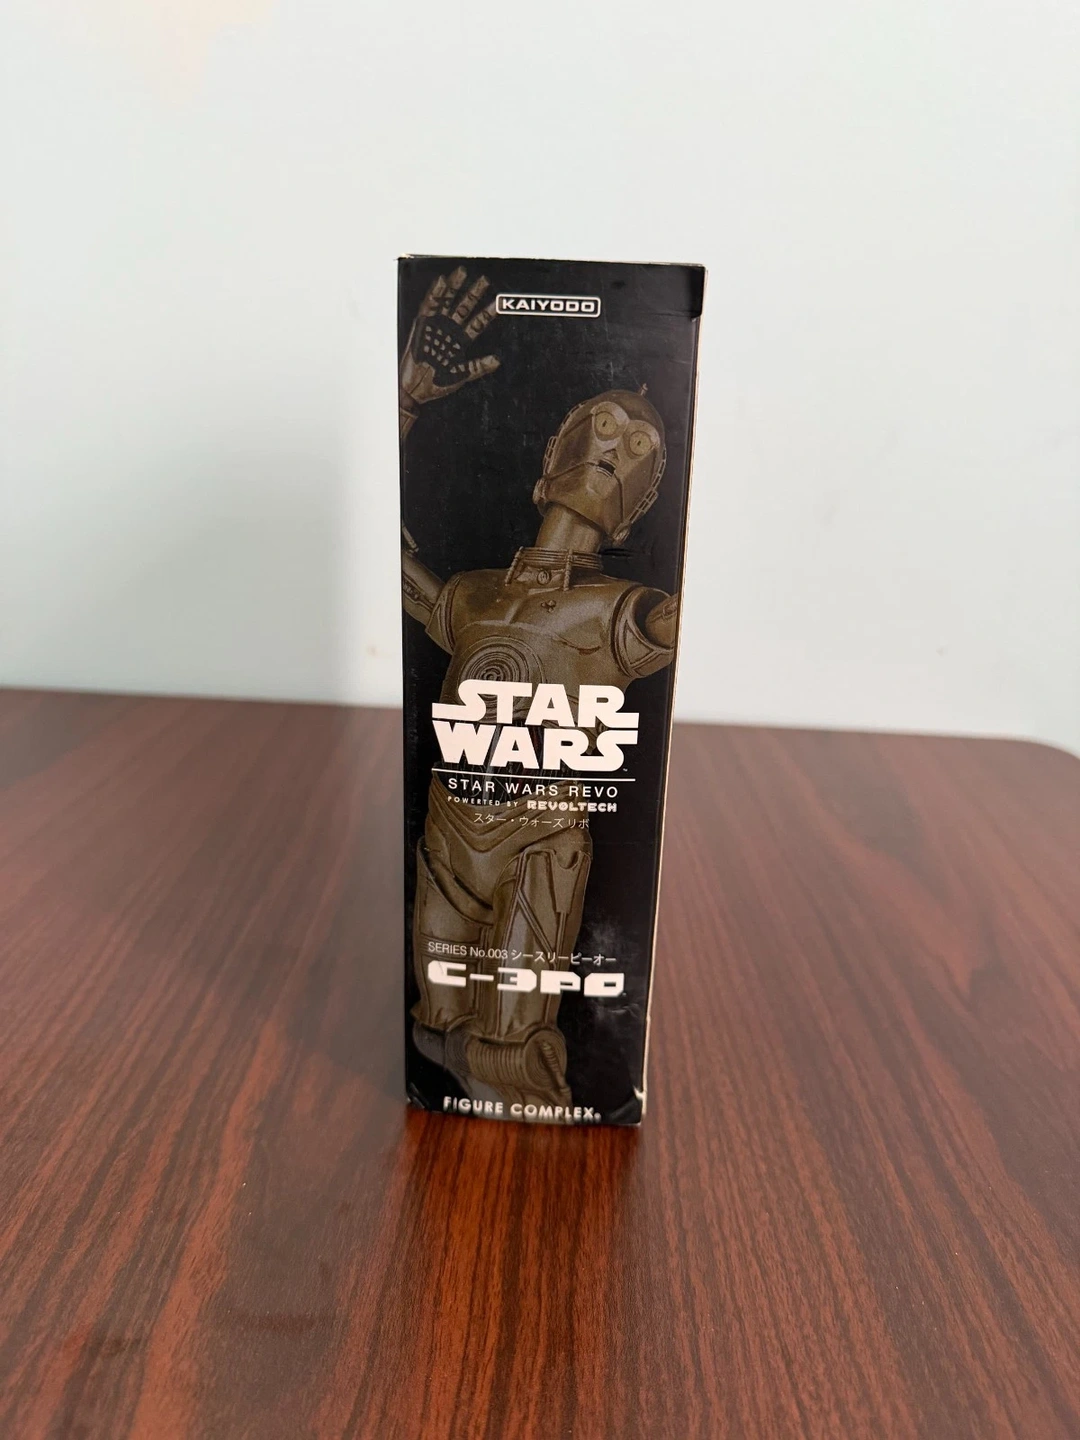 KAIYODO
STAR
WARS
STAR WARS REVO
POWERTED BY REVOLTECH
スター・ウォーズ リボ
SERIES No.003 シースリーピーオー
C-3PO
FIGURE COMPLEX®